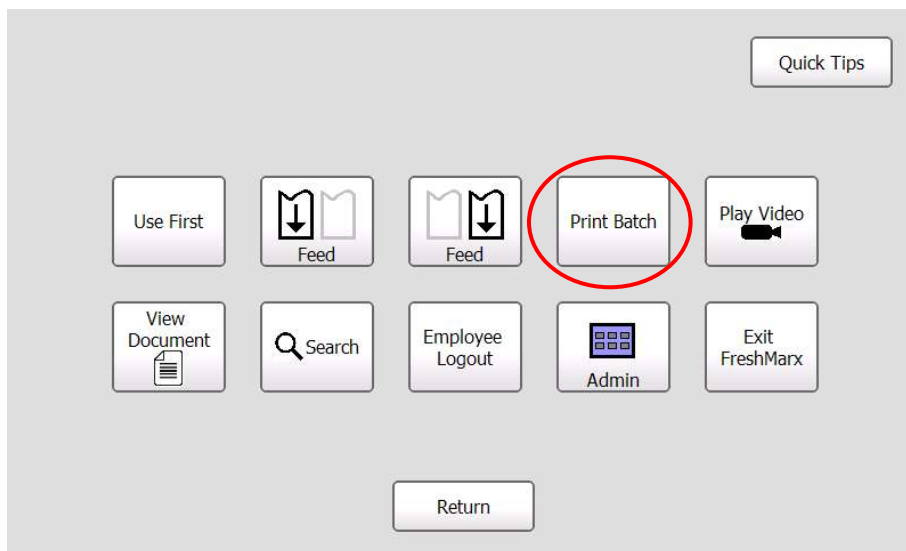 Quick Tips
Use First
Feed
Feed
Print Batch
Play Video
View
Document
Search
Employee
Logout
Admin
Exit
FreshMarx
Return